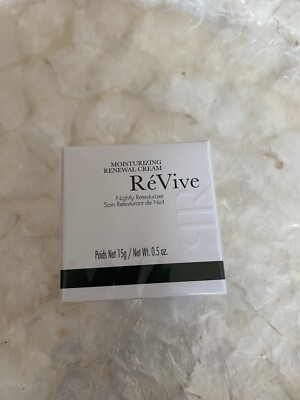 MOISTURIZING
RENEWAL CREAM
RéVive
Nightly Retexturizer
Soin Retexturant de Nuit
Poids Net 15g / Net Wt. 0.5 oz.